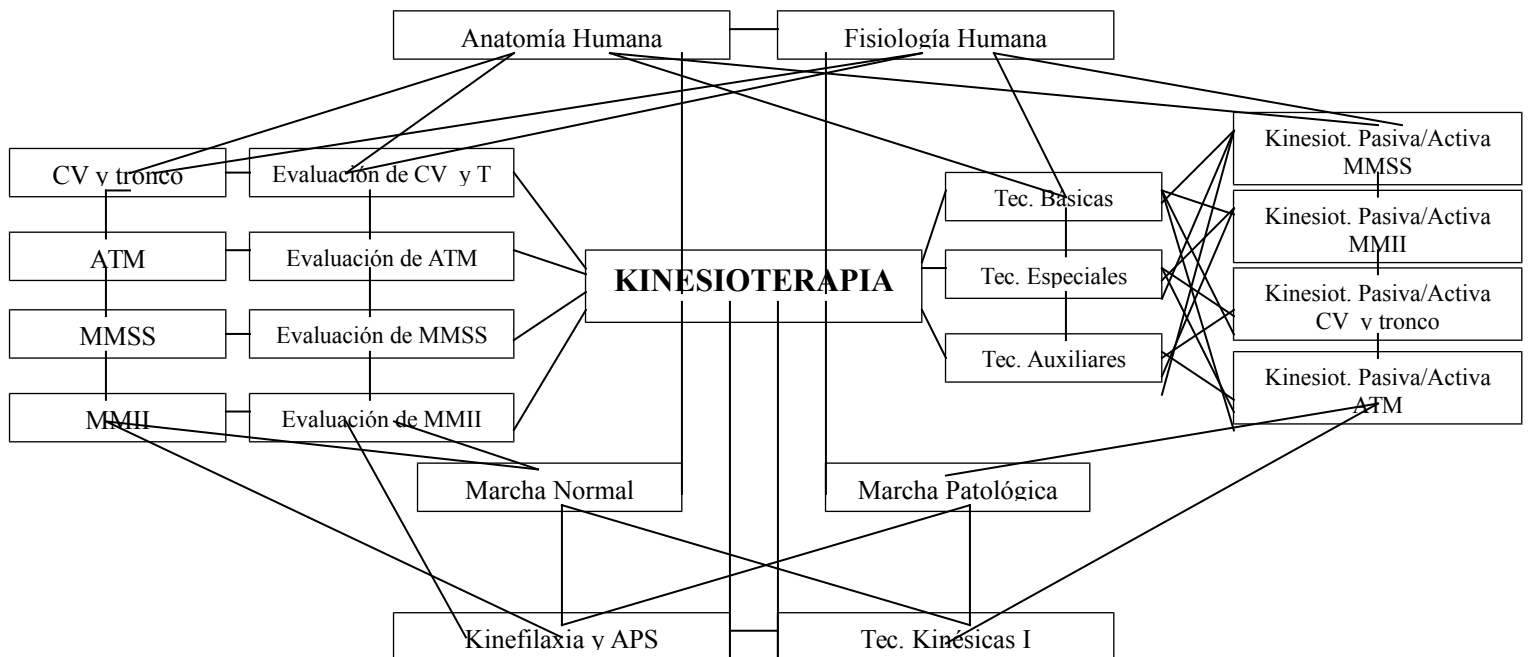 Anatomía Humana
Fisiología Humana
CV y tronco
Evaluación de CV y T
ATM
Evaluación de ATM
MMSS
Evaluación de MMSS
MMII
Evaluación de MMII
KINESIOTERAPIA
Tec. Básicas
Tec. Especiales
Tec. Auxiliares
Kinesiot. Pasiva/Activa
MMSS
Kinesiot. Pasiva/Activa
MMII
Kinesiot. Pasiva/Activa
CV y tronco
Kinesiot. Pasiva/Activa
ATM
Marcha Normal
Marcha Patológica
Kinefilaxia y APS
Tec. Kinésicas I